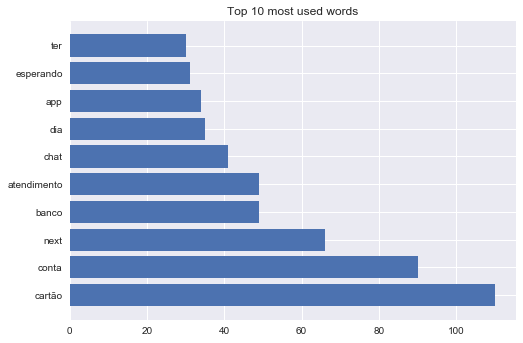 Top 10 most used words
ter
esperando
app
dia
chat
atendimento
banco
next
conta
cartão
0 20 40 60 80 100